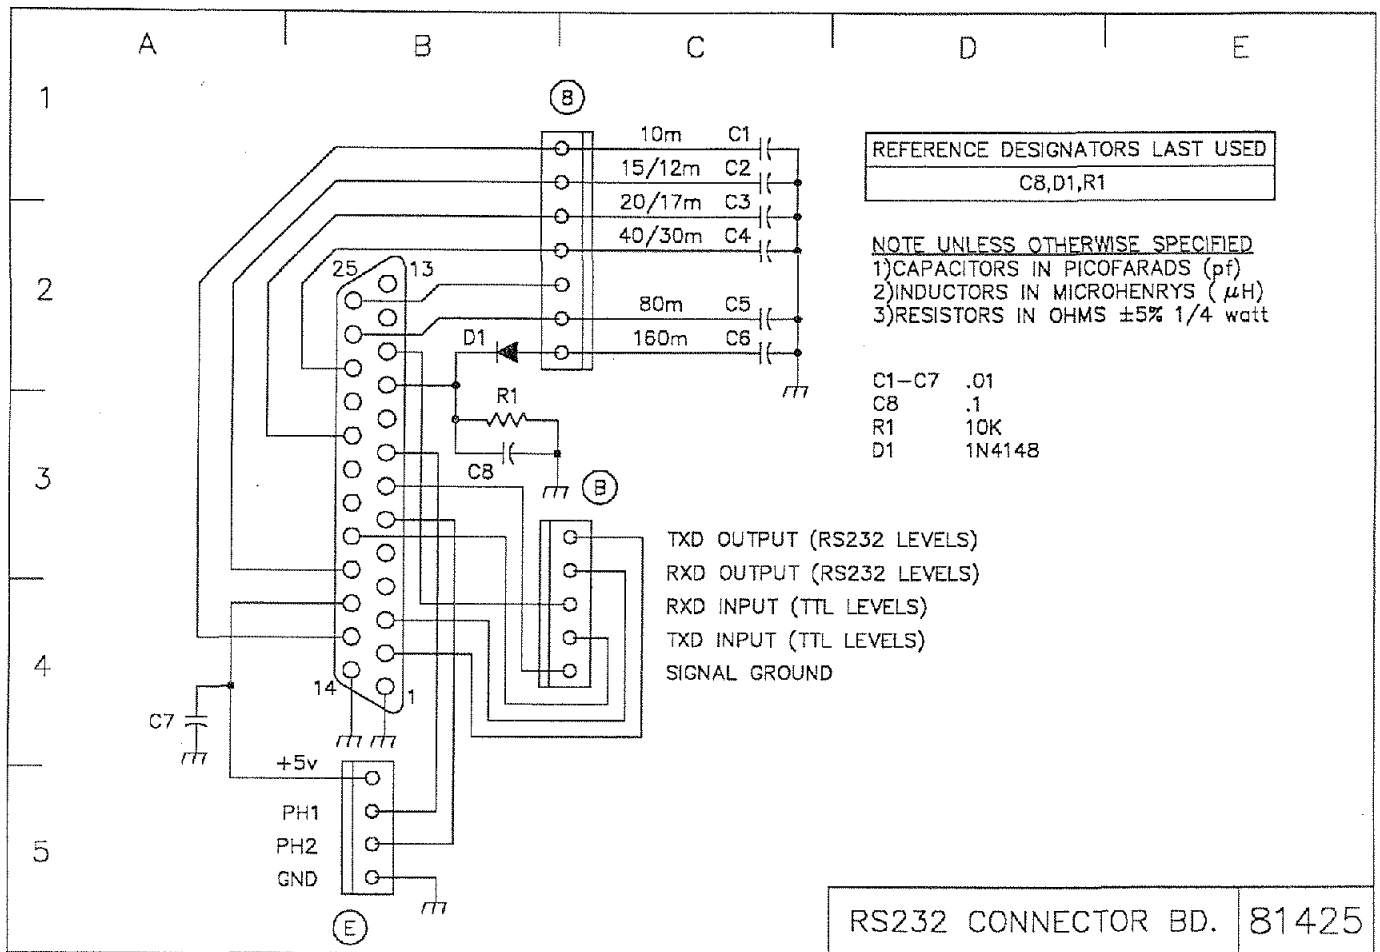 A B C D E
1
2
3
4
5
8
10m C1
15/12m C2
20/17m C3
40/30m C4
80m C5
160m C6
REFERENCE DESIGNATORS LAST USED
C8,D1,R1
NOTE UNLESS OTHERWISE SPECIFIED
1)CAPACITORS IN PICOFARADS (pf)
2)INDUCTORS IN MICROHENRYS ( μH)
3)RESISTORS IN OHMS ±5% 1/4 watt
C1-C7 .01
C8 .1
R1 10K
D1 1N4148
25 13
D1
R1
C8
B
TXD OUTPUT (RS232 LEVELS)
RXD OUTPUT (RS232 LEVELS)
RXD INPUT (TTL LEVELS)
TXD INPUT (TTL LEVELS)
SIGNAL GROUND
14 1
C7
+5v
PH1
PH2
GND
E
RS232 CONNECTOR BD. 81425